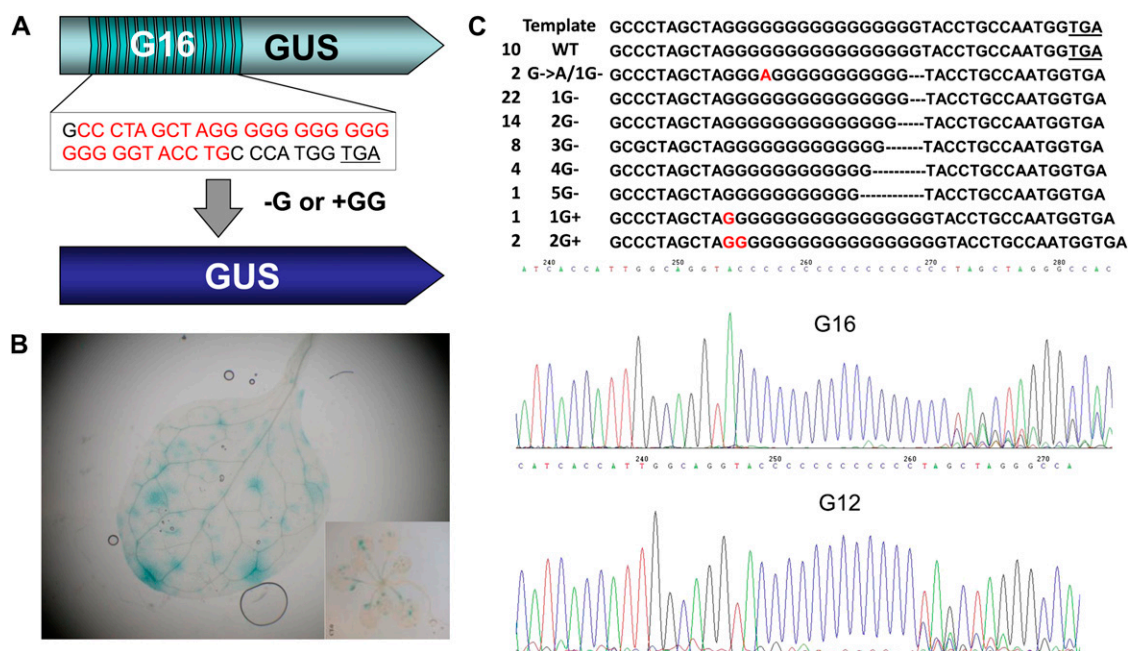 A
G16 GUS
GCC CTA GCT AGG GGG GGG GGG
GGG GGT ACC TGC CCA TGG TGA
-G or +GG
GUS
B
C
Template GCCCTAGCTAGGGGGGGGGGGGGGGGTACCTGCCAATGGTGA
10 WT GCCCTAGCTAGGGGGGGGGGGGGGGGTACCTGCCAATGGTGA
2 G->A/1G- GCCCTAGCTAGGGAGGGGGGGGGGG---TACCTGCCAATGGTGA
22 1G- GCCCTAGCTAGGGGGGGGGGGGGGG---TACCTGCCAATGGTGA
14 2G- GCCCTAGCTAGGGGGGGGGGGGGG-----TACCTGCCAATGGTGA
8 3G- GCGCTAGCTAGGGGGGGGGGGGG-------TACCTGCCAATGGTGA
1 4G- GCCCTAGCTAGGGGGGGGGGGG----------TACCTGCCAATGGTGA
1 5G- GCCCTAGCTAGGGGGGGGGGG------------TACCTGCCAATGGTGA
1 1G+ GCCCTAGCTAGGGGGGGGGGGGGGGGGTACCTGCCAATGGTGA
2 2G+ GCCCTAGCTAGGGGGGGGGGGGGGGGGGTACCTGCCAATGGTGA
240 250 260 270 280
A T C A C C A T T G G C A G G T A C C C C C C C C C C C C C C C C T A G C T A G G G C C A C
G16
240 250 260 270
C A T C A C C A T T G G C A G G T A C C C C C C C C C C C C T A G C T A G G G C C A
G12